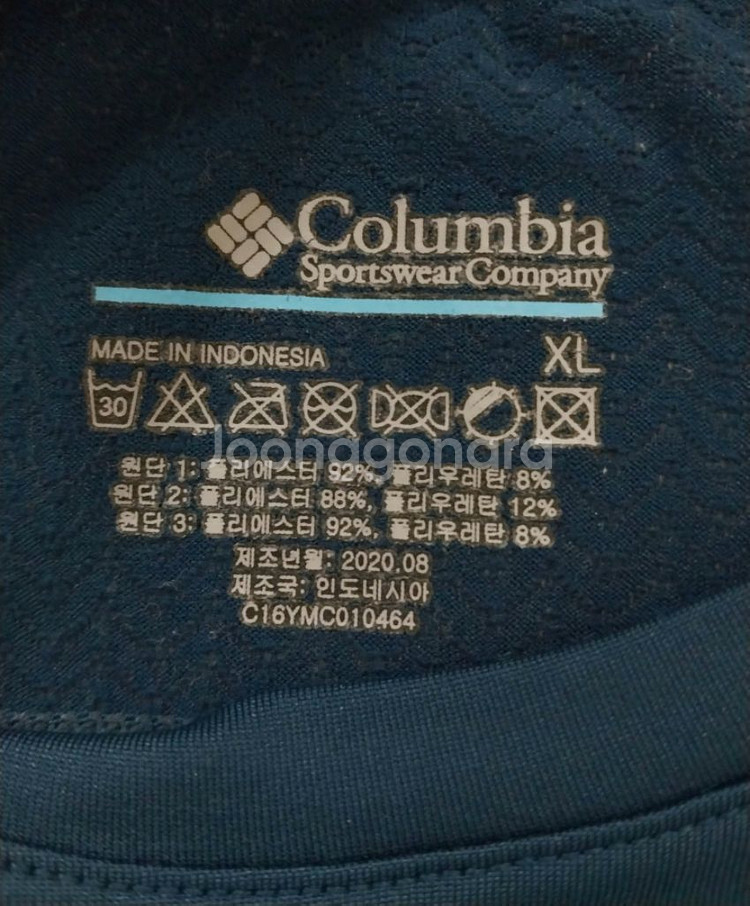 Columbia
Sportswear Company
MADE IN INDONESIA
XL
30
joonggonara
원단 1: 폴리에스터 92%, 폴리우레탄 8%
원단 2: 폴리에스터 88%, 폴리우레탄 12%
원단 3: 폴리에스터 92%, 폴리우레탄 8%
제조년월: 2020.08
제조국: 인도네시아
C16YMC010464